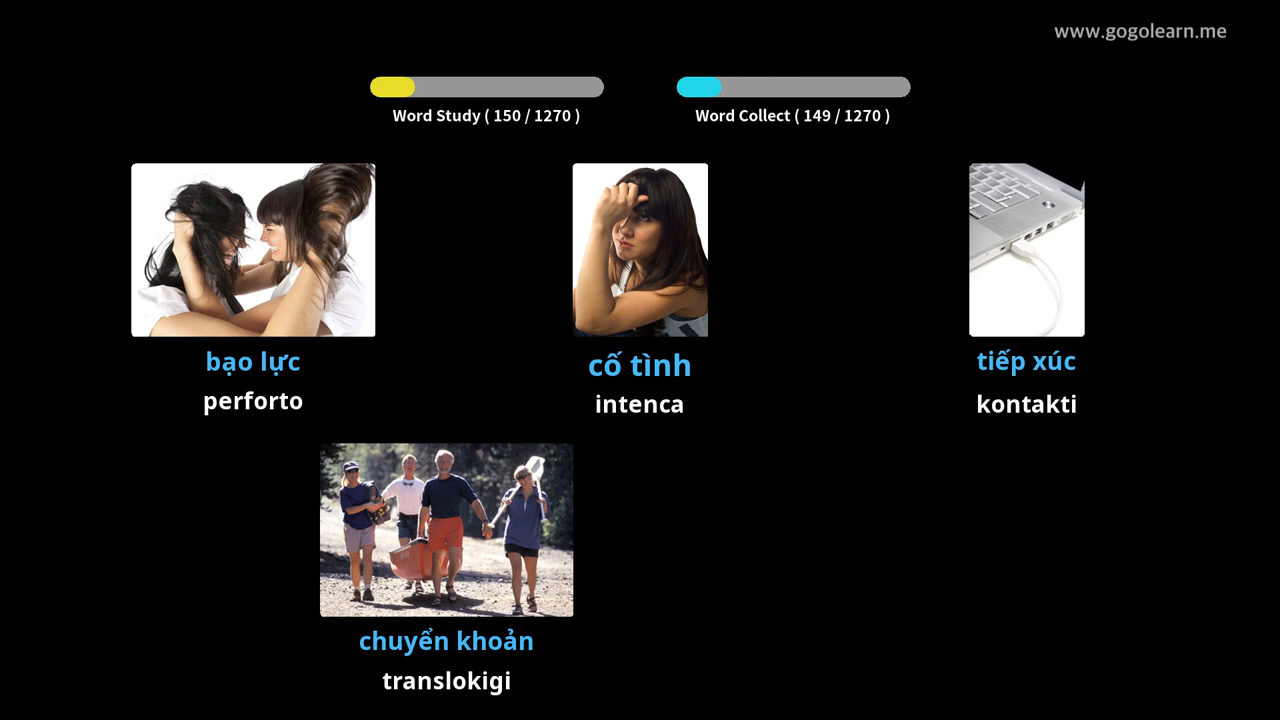 www.gogolearn.me
Word Study ( 150 / 1270 )
Word Collect ( 149 / 1270 )
bạo lực
perforto
cố tình
intenca
tiếp xúc
kontakti
chuyển khoản
translokigi